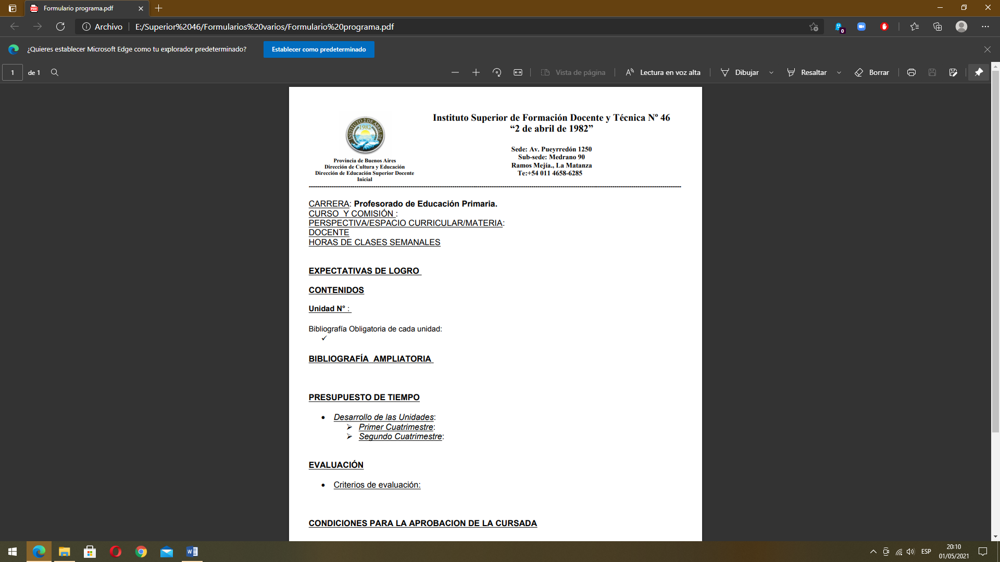 Formulario programa.pdf
Archivo
E:/Superior%2046/Formularios%20varios/Formulario%20programa.pdf
0
¿Quieres establecer Microsoft Edge como tu explorador predeterminado?
Establecer como predeterminado
1 de 1
Vista de página
Lectura en voz alta
Dibujar
Resaltar
Borrar
INSTITUTO 2 DE ABRIL DE
1982
Provincia de Buenos Aires
Dirección de Cultura y Educación
Dirección de Educación Superior Docente
Inicial
Instituto Superior de Formación Docente y Técnica Nº 46
“2 de abril de 1982”
Sede: Av. Pueyrredón 1250
Sub-sede: Medrano 90
Ramos Mejía., La Matanza
Te:+54 011 4658-6285
CARRERA: Profesorado de Educación Primaria.
CURSO  Y COMISIÓN :
PERSPECTIVA/ESPACIO CURRICULAR/MATERIA:
DOCENTE
HORAS DE CLASES SEMANALES
EXPECTATIVAS DE LOGRO
CONTENIDOS
Unidad N° :
Bibliografía Obligatoria de cada unidad:
✓
BIBLIOGRAFÍA  AMPLIATORIA
PRESUPUESTO DE TIEMPO
• Desarrollo de las Unidades:
➢ Primer Cuatrimestre:
➢ Segundo Cuatrimestre:
EVALUACIÓN
• Criterios de evaluación:
CONDICIONES PARA LA APROBACION DE LA CURSADA
ESP
20:10
01/05/2021